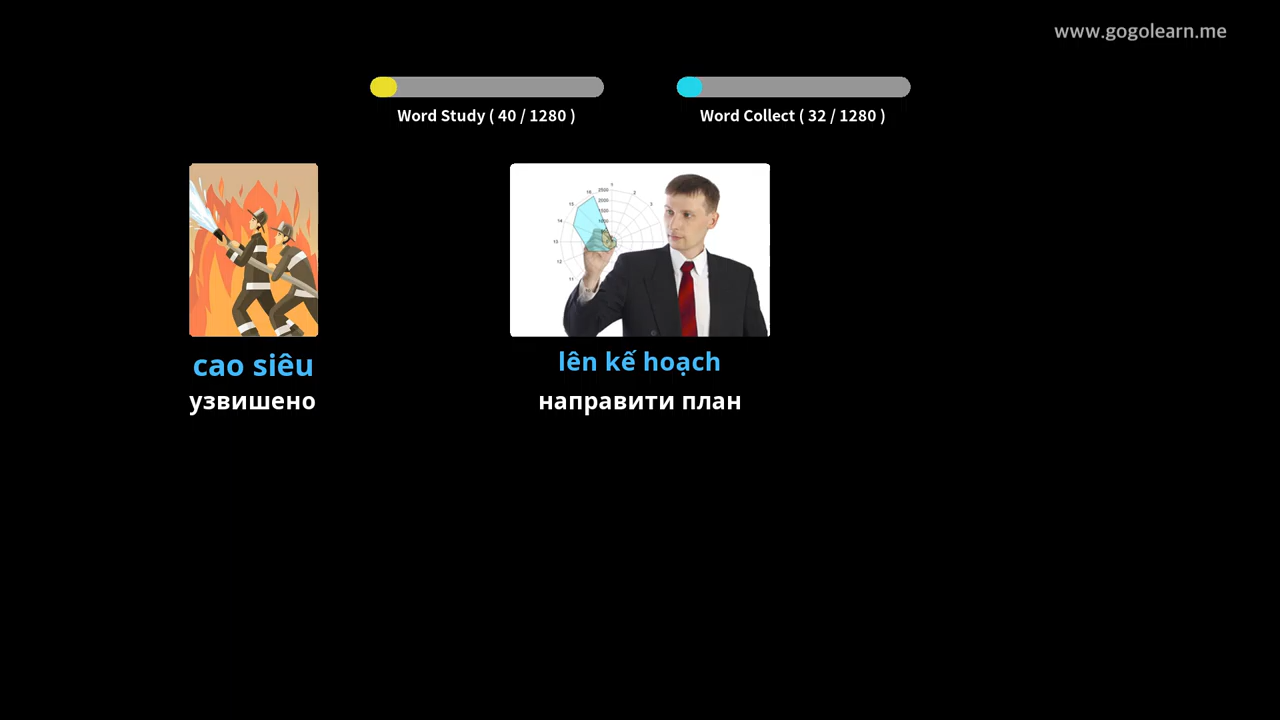 www.gogolearn.me
Word Study ( 40 / 1280 )
Word Collect ( 32 / 1280 )
cao siêu
узвишено
lên kế hoạch
направити план